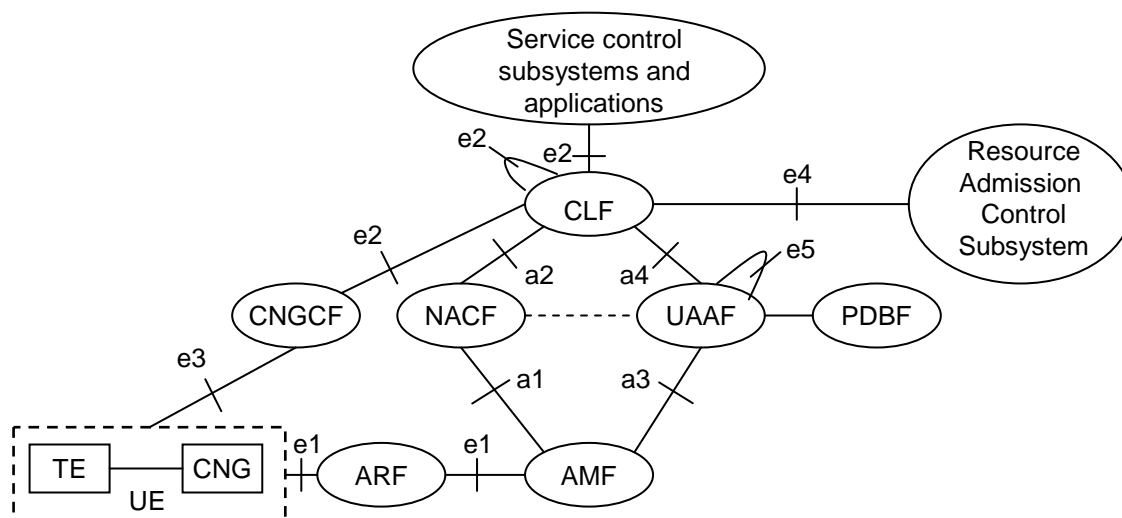 Service control
subsystems and
applications
e2
e2
Resource
Admission
Control
Subsystem
e4
CLF
e2
a2
a4
e5
CNGCF
NACF
UAAF
PDBF
e3
a1
a3
e1
e1
TE
CNG
UE
ARF
AMF